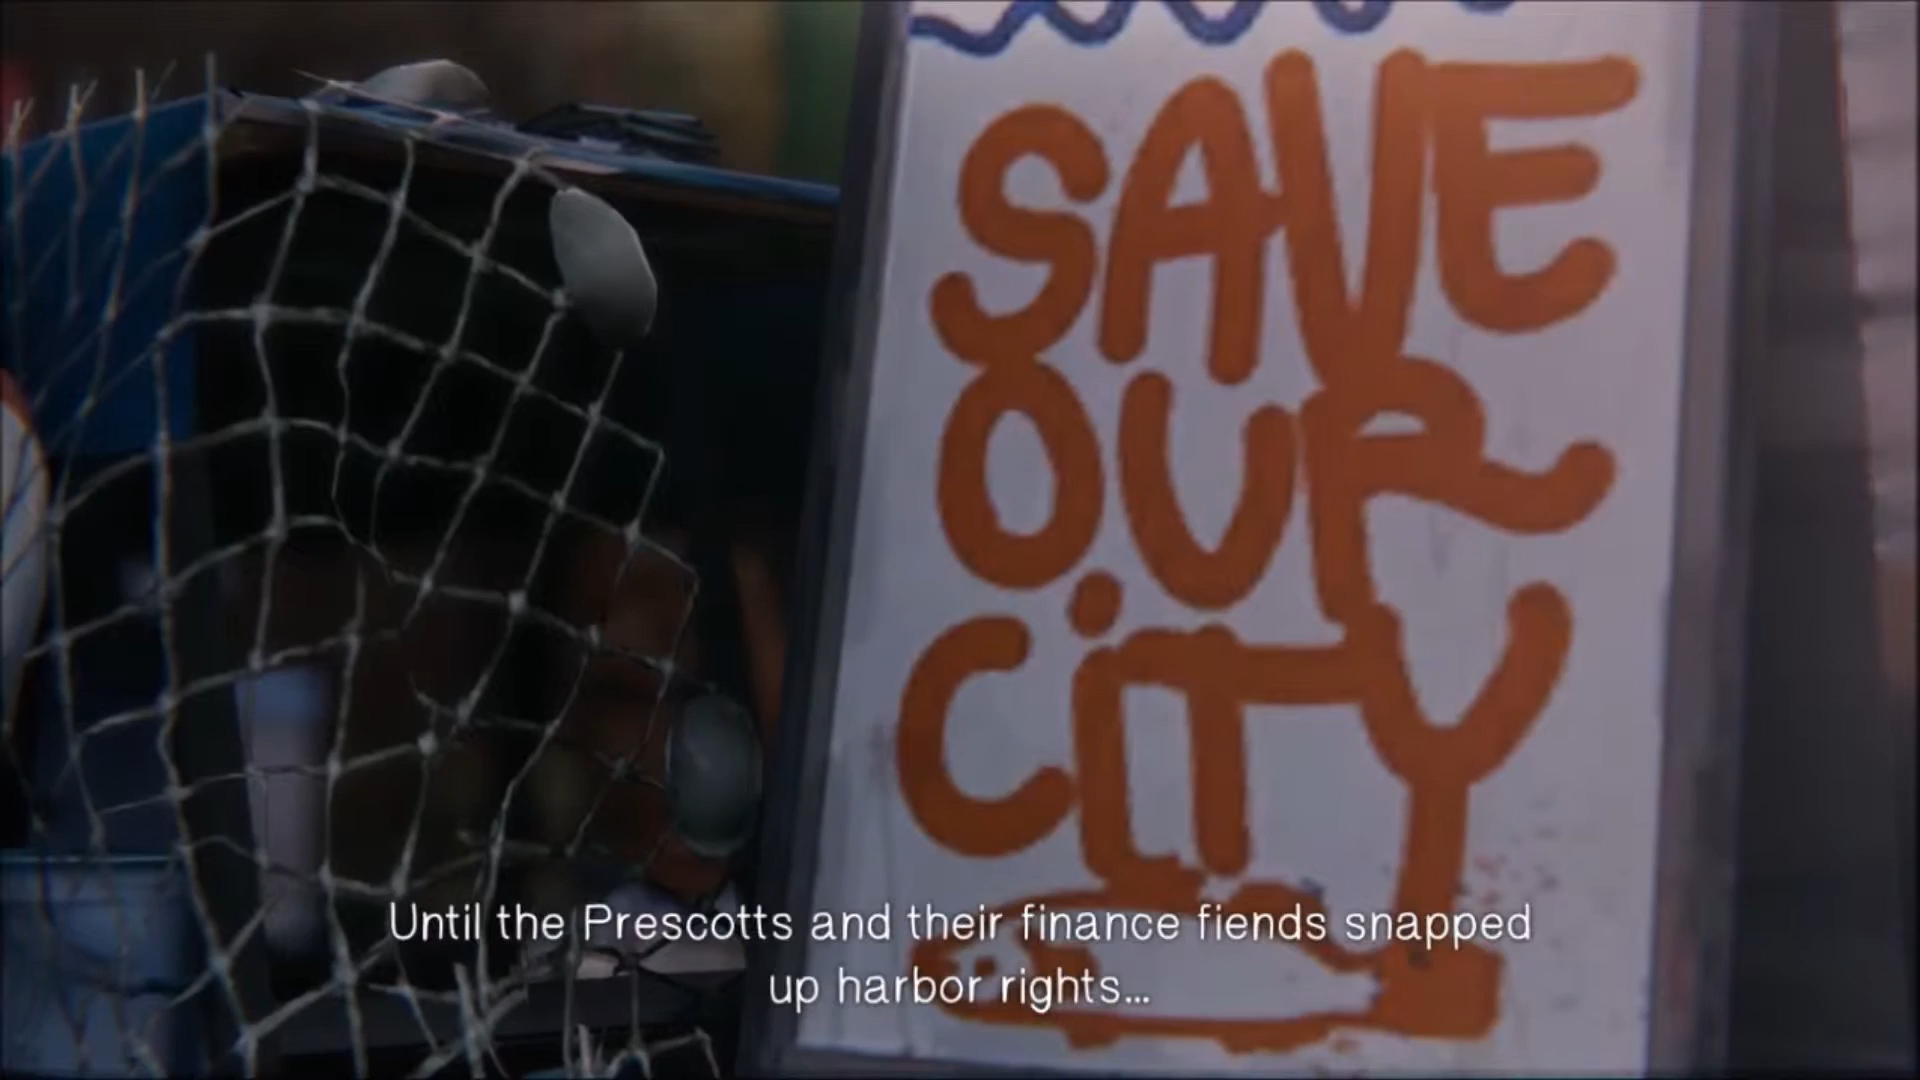 SAVE
OUR
CiTY
Until the Prescotts and their finance fiends snapped
up harbor rights...